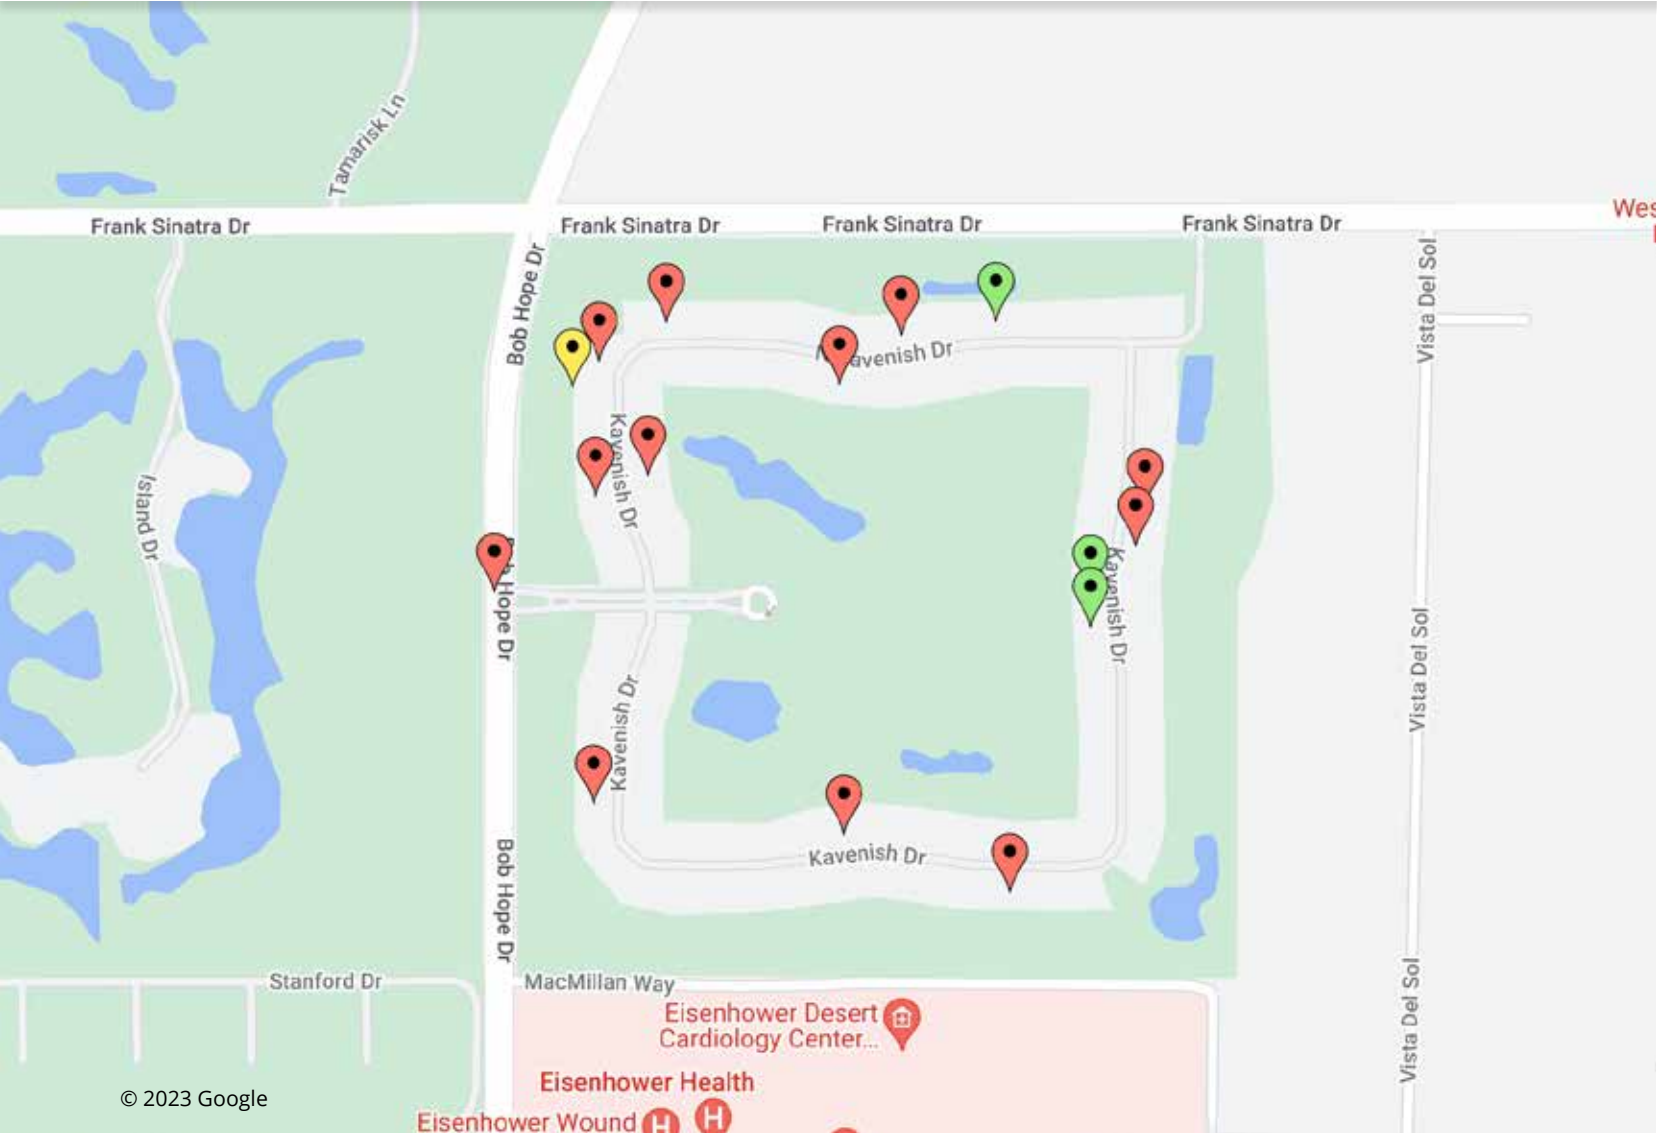 Tamarisk Ln
Wes
Frank Sinatra Dr
Frank Sinatra Dr
Frank Sinatra Dr
Frank Sinatra Dr
Bob Hope Dr
Vista Del Sol
Kavenish Dr
Kavenish Dr
Island Dr
Hope Dr
Kavenish Dr
Vista Del Sol
Kavenish Dr
Kavenish Dr
Bob Hope Dr
Stanford Dr
MacMillan Way
Vista Del Sol
Eisenhower Desert
Cardiology Center...
Eisenhower Health
© 2023 Google
Eisenhower Wound
H
H